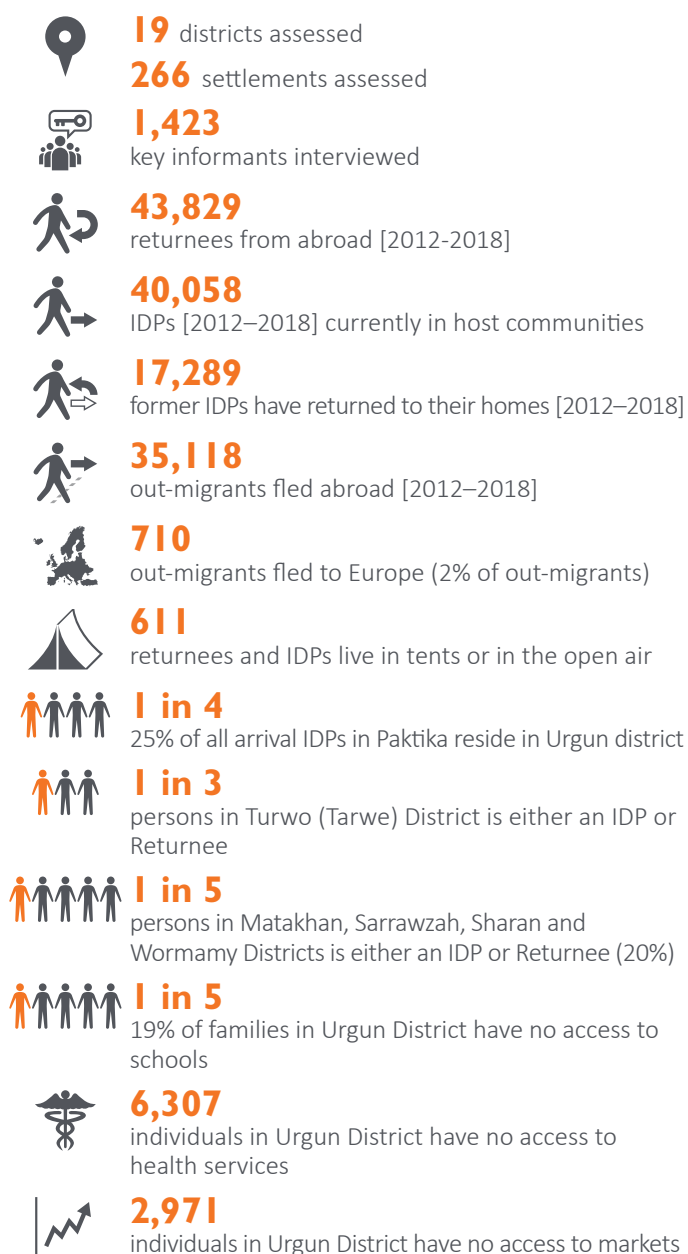 19 districts assessed
266 settlements assessed
1,423
key informants interviewed
43,829
returnees from abroad [2012-2018]
40,058
IDPs [2012–2018] currently in host communities
17,289
former IDPs have returned to their homes [2012–2018]
35,118
out-migrants fled abroad [2012–2018]
710
out-migrants fled to Europe (2% of out-migrants)
611
returnees and IDPs live in tents or in the open air
1 in 4
25% of all arrival IDPs in Paktika reside in Urgun district
1 in 3
persons in Turwo (Tarwe) District is either an IDP or
Returnee
1 in 5
persons in Matakhan, Sarrawzah, Sharan and
Wormamy Districts is either an IDP or Returnee (20%)
1 in 5
19% of families in Urgun District have no access to
schools
6,307
individuals in Urgun District have no access to
health services
2,971
individuals in Urgun District have no access to markets